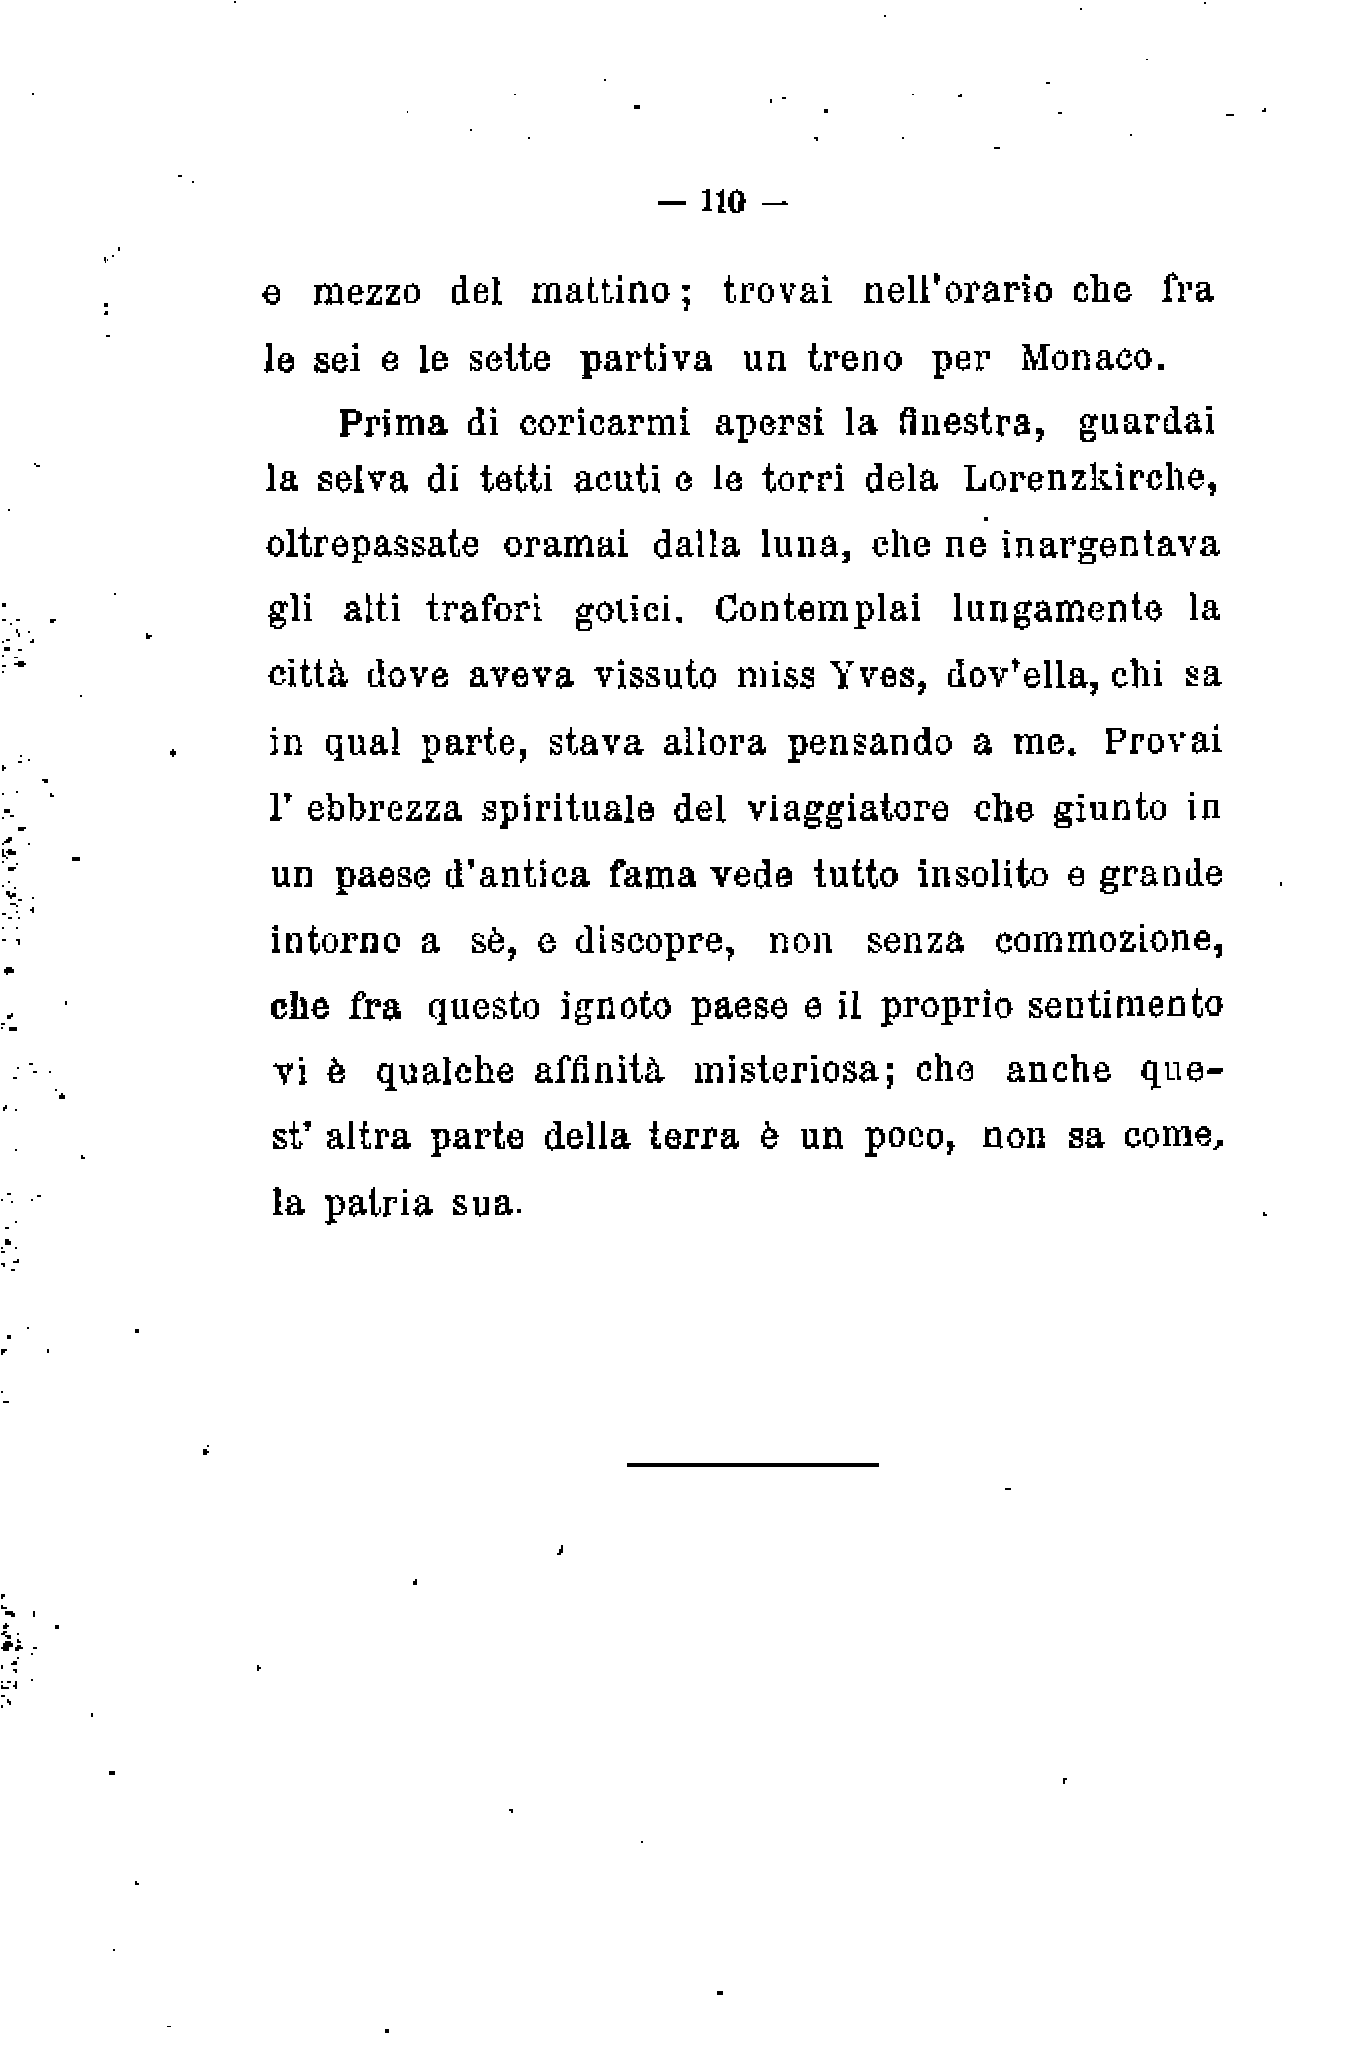 — 110 —
e mezzo del mattino; trovai nell'orario che fra
le sei e le sette partiva un treno per Monaco.
Prima di coricarmi apersi la finestra, guardai
la selva di tetti acuti e le torri dela Lorenzkirche,
oltrepassate oramai dalla luna, che ne inargentava
gli alti trafori gotici. Contemplai lungamente la
città dove aveva vissuto miss Yves, dov'ella, chi sa
in qual parte, stava allora pensando a me. Provai
l' ebbrezza spirituale del viaggiatore che giunto in
un paese d'antica fama vede tutto insolito e grande
intorno a sè, e discopre, non senza commozione,
che fra questo ignoto paese e il proprio sentimento
vi è qualche affinità misteriosa; che anche que-
st' altra parte della terra è un poco, non sa come,
la patria sua.